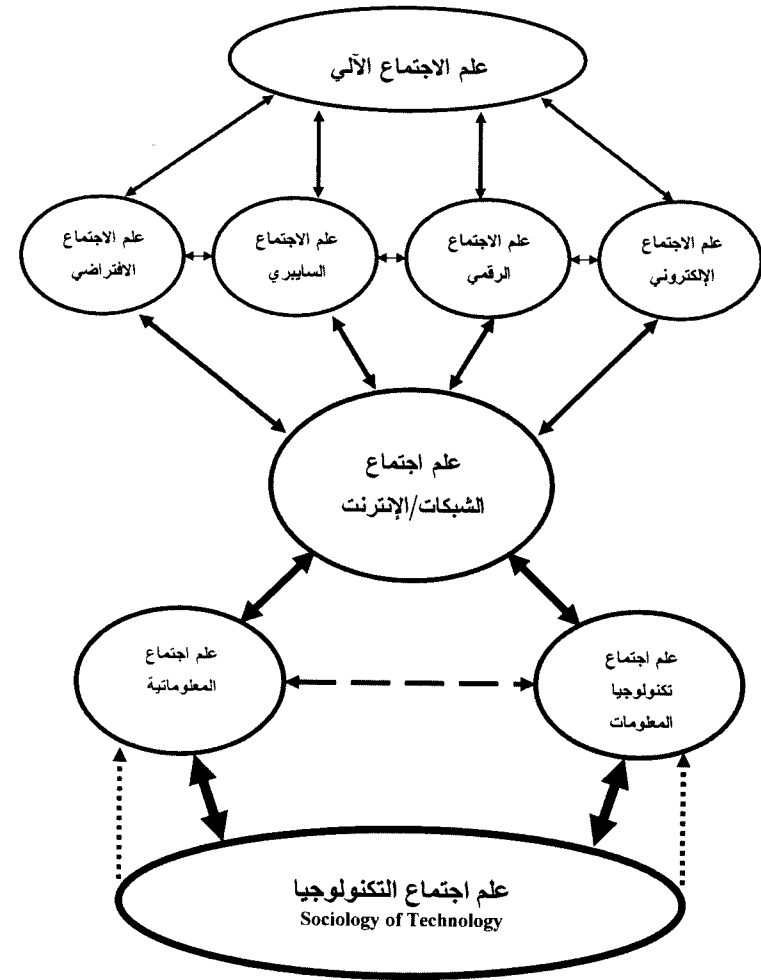 علم الاجتماع الآلي
علم الاجتماع
الإلكتروني
علم الاجتماع
الرقمي
علم الاجتماع
السايبري
علم الاجتماع
الافتراضي
علم اجتماع
الشبكات/الإنترنت
علم اجتماع
تكنولوجيا
المعلومات
علم اجتماع
المعلوماتية
علم اجتماع التكنولوجيا
Sociology of Technology